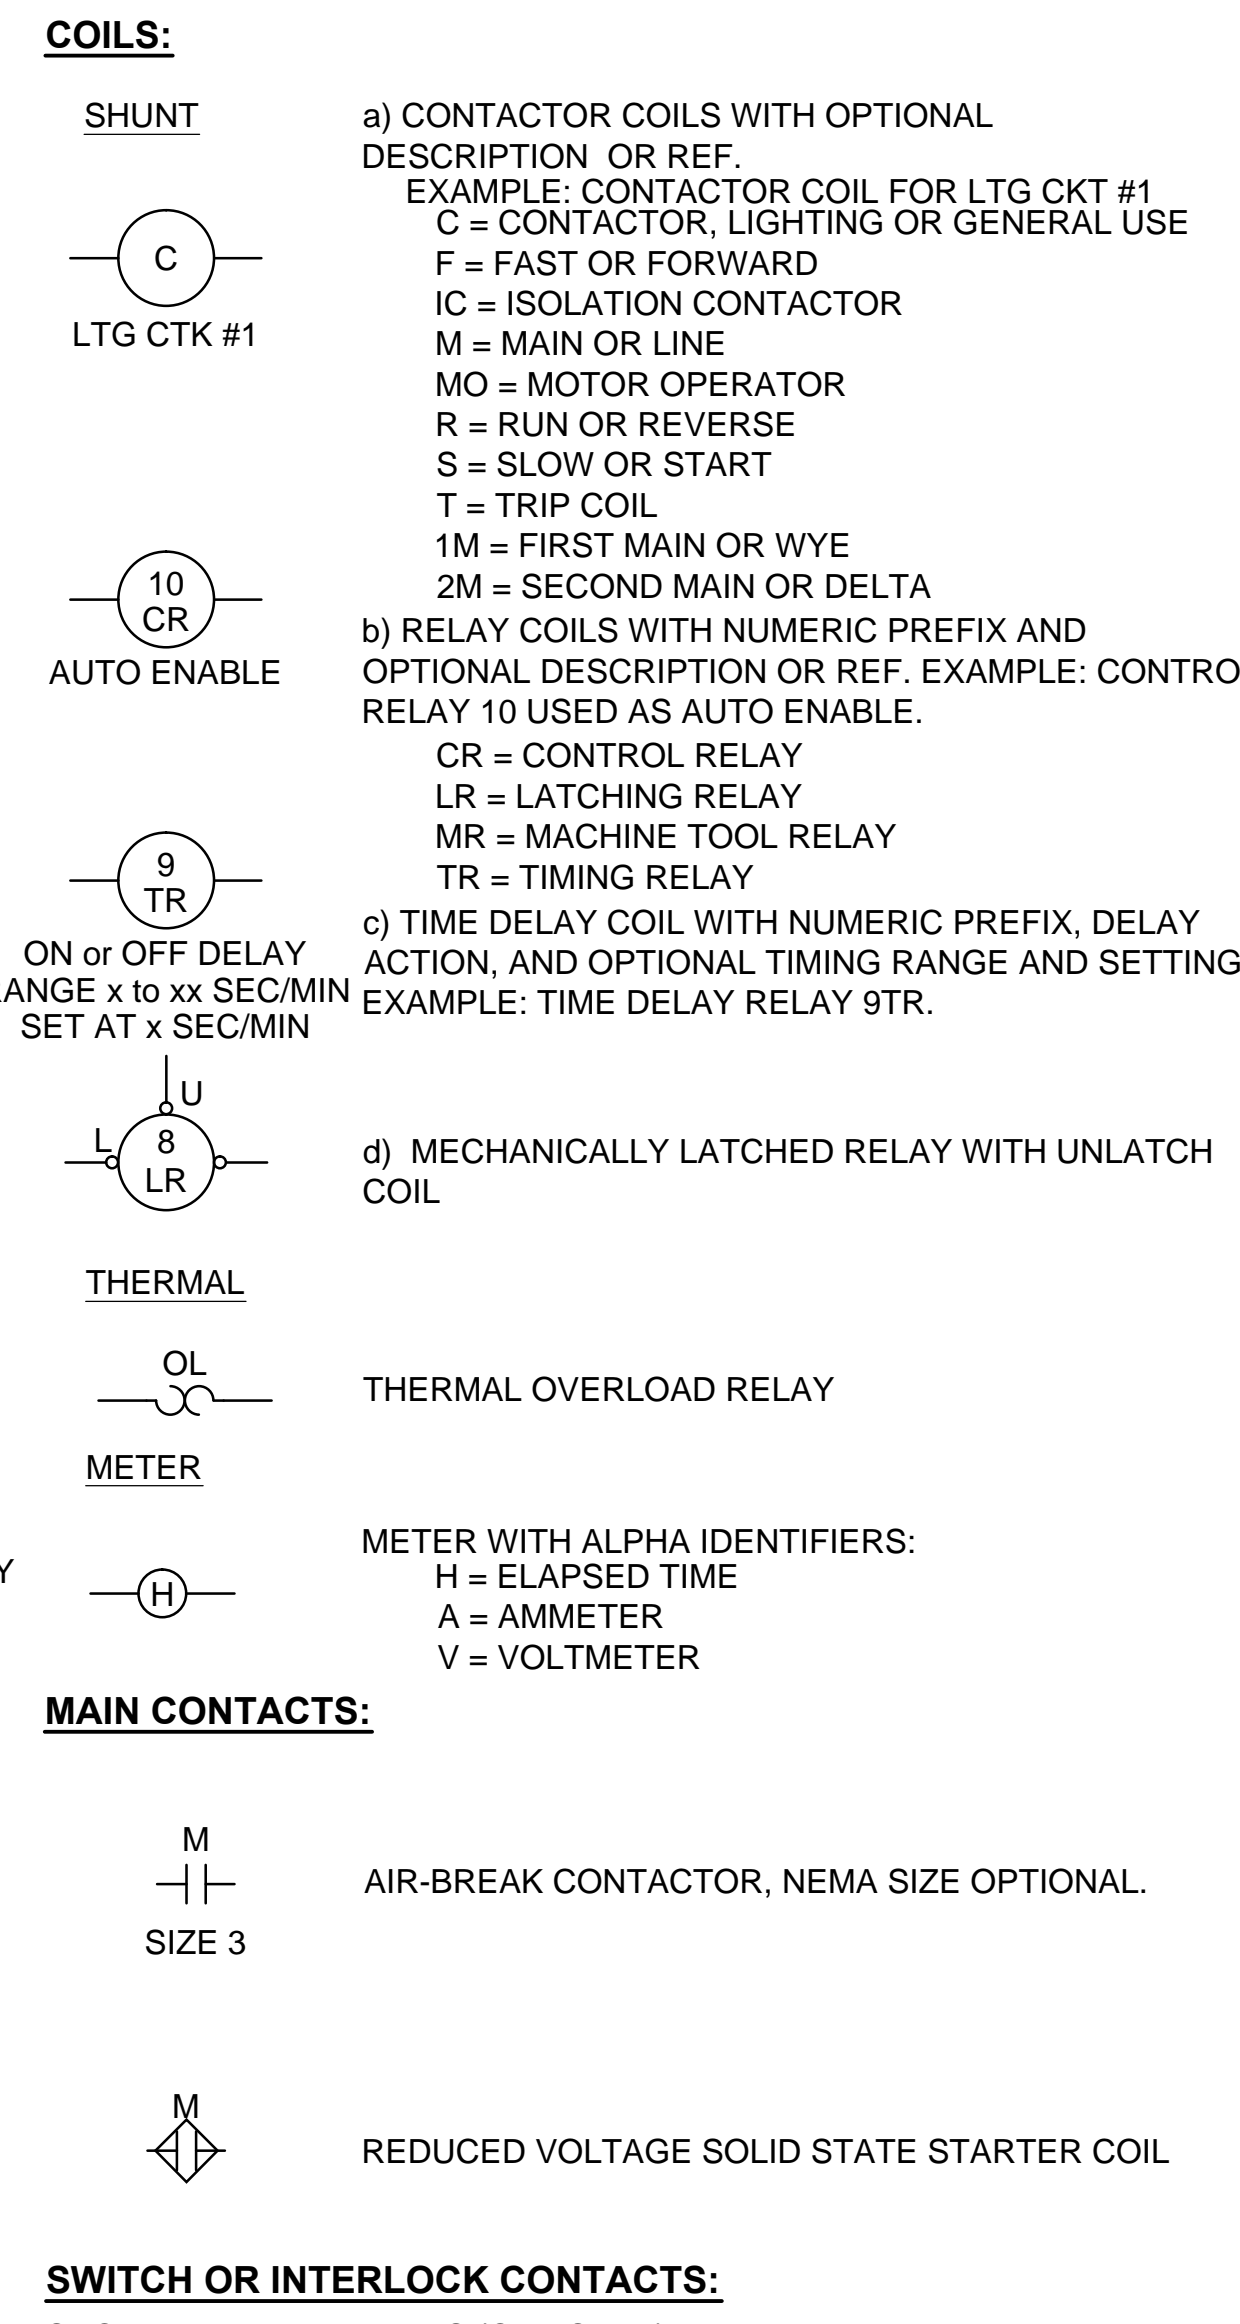 COILS:
SHUNT
a) CONTACTOR COILS WITH OPTIONAL
DESCRIPTION OR REF.
EXAMPLE: CONTACTOR COIL FOR LTG CKT #1
C = CONTACTOR, LIGHTING OR GENERAL USE
F = FAST OR FORWARD
IC = ISOLATION CONTACTOR
M = MAIN OR LINE
MO = MOTOR OPERATOR
R = RUN OR REVERSE
S = SLOW OR START
T = TRIP COIL
1M = FIRST MAIN OR WYE
2M = SECOND MAIN OR DELTA
C
LTG CTK #1
10
CR
AUTO ENABLE
b) RELAY COILS WITH NUMERIC PREFIX AND
OPTIONAL DESCRIPTION OR REF. EXAMPLE: CONTRO
RELAY 10 USED AS AUTO ENABLE.
CR = CONTROL RELAY
LR = LATCHING RELAY
MR = MACHINE TOOL RELAY
TR = TIMING RELAY
9
TR
ON or OFF DELAY
RANGE x to xx SEC/MIN
SET AT x SEC/MIN
c) TIME DELAY COIL WITH NUMERIC PREFIX, DELAY
ACTION, AND OPTIONAL TIMING RANGE AND SETTING
EXAMPLE: TIME DELAY RELAY 9TR.
U
L
8
LR
d) MECHANICALLY LATCHED RELAY WITH UNLATCH
COIL
THERMAL
OL
THERMAL OVERLOAD RELAY
METER
Y
H
METER WITH ALPHA IDENTIFIERS:
H = ELAPSED TIME
A = AMMETER
V = VOLTMETER
MAIN CONTACTS:
M
SIZE 3
AIR-BREAK CONTACTOR, NEMA SIZE OPTIONAL.
M
REDUCED VOLTAGE SOLID STATE STARTER COIL
SWITCH OR INTERLOCK CONTACTS: